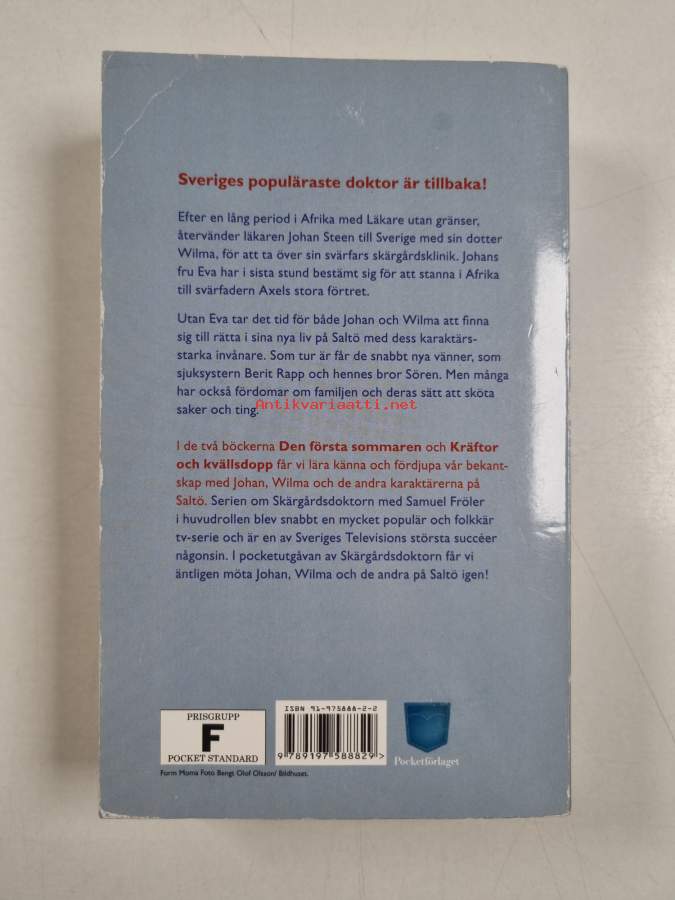 Sveriges populäraste doktor är tillbaka!
Efter en lång period i Afrika med Läkare utan gränser,
återvänder läkaren Johan Steen till Sverige med sin dotter
Wilma, för att ta över sin svärfars skärgårdsklinik. Johans
fru Eva har i sista stund bestämt sig för att stanna i Afrika
till svärfadern Axels stora förtret.
Utan Eva tar det tid för både Johan och Wilma att finna
sig till rätta i sina nya liv på Saltö med dess karaktärs-
starka invånare. Som tur är får de snabbt nya vänner, som
sjuksystern Berit Rapp och hennes bror Sören. Men många
har också fördomar om familjen och deras sätt att sköta
saker och ting.
Antikvariaatti.net
I de två böckerna Den första sommaren och Kräftor
och kvällsdopp får vi lära känna och fördjupa vår bekant-
skap med Johan, Wilma och de andra karaktärerna på
Saltö. Serien om Skärgårdsdoktorn med Samuel Fröler
i huvudrollen blev snabbt en mycket populär och folkkär
tv-serie och är en av Sveriges Televisions största succéer
någonsin. I pocketutgåvan av Skärgårdsdoktorn får vi
äntligen möta Johan, Wilma och de andra på Saltö igen!
PRISGRUPP
F
POCKET STANDARD
ISBN 91-975888-2-2
9 789197 588829 >
Pocketförlaget
Form Moma Foto Bengt Olof Olsson/ Bildhuset.